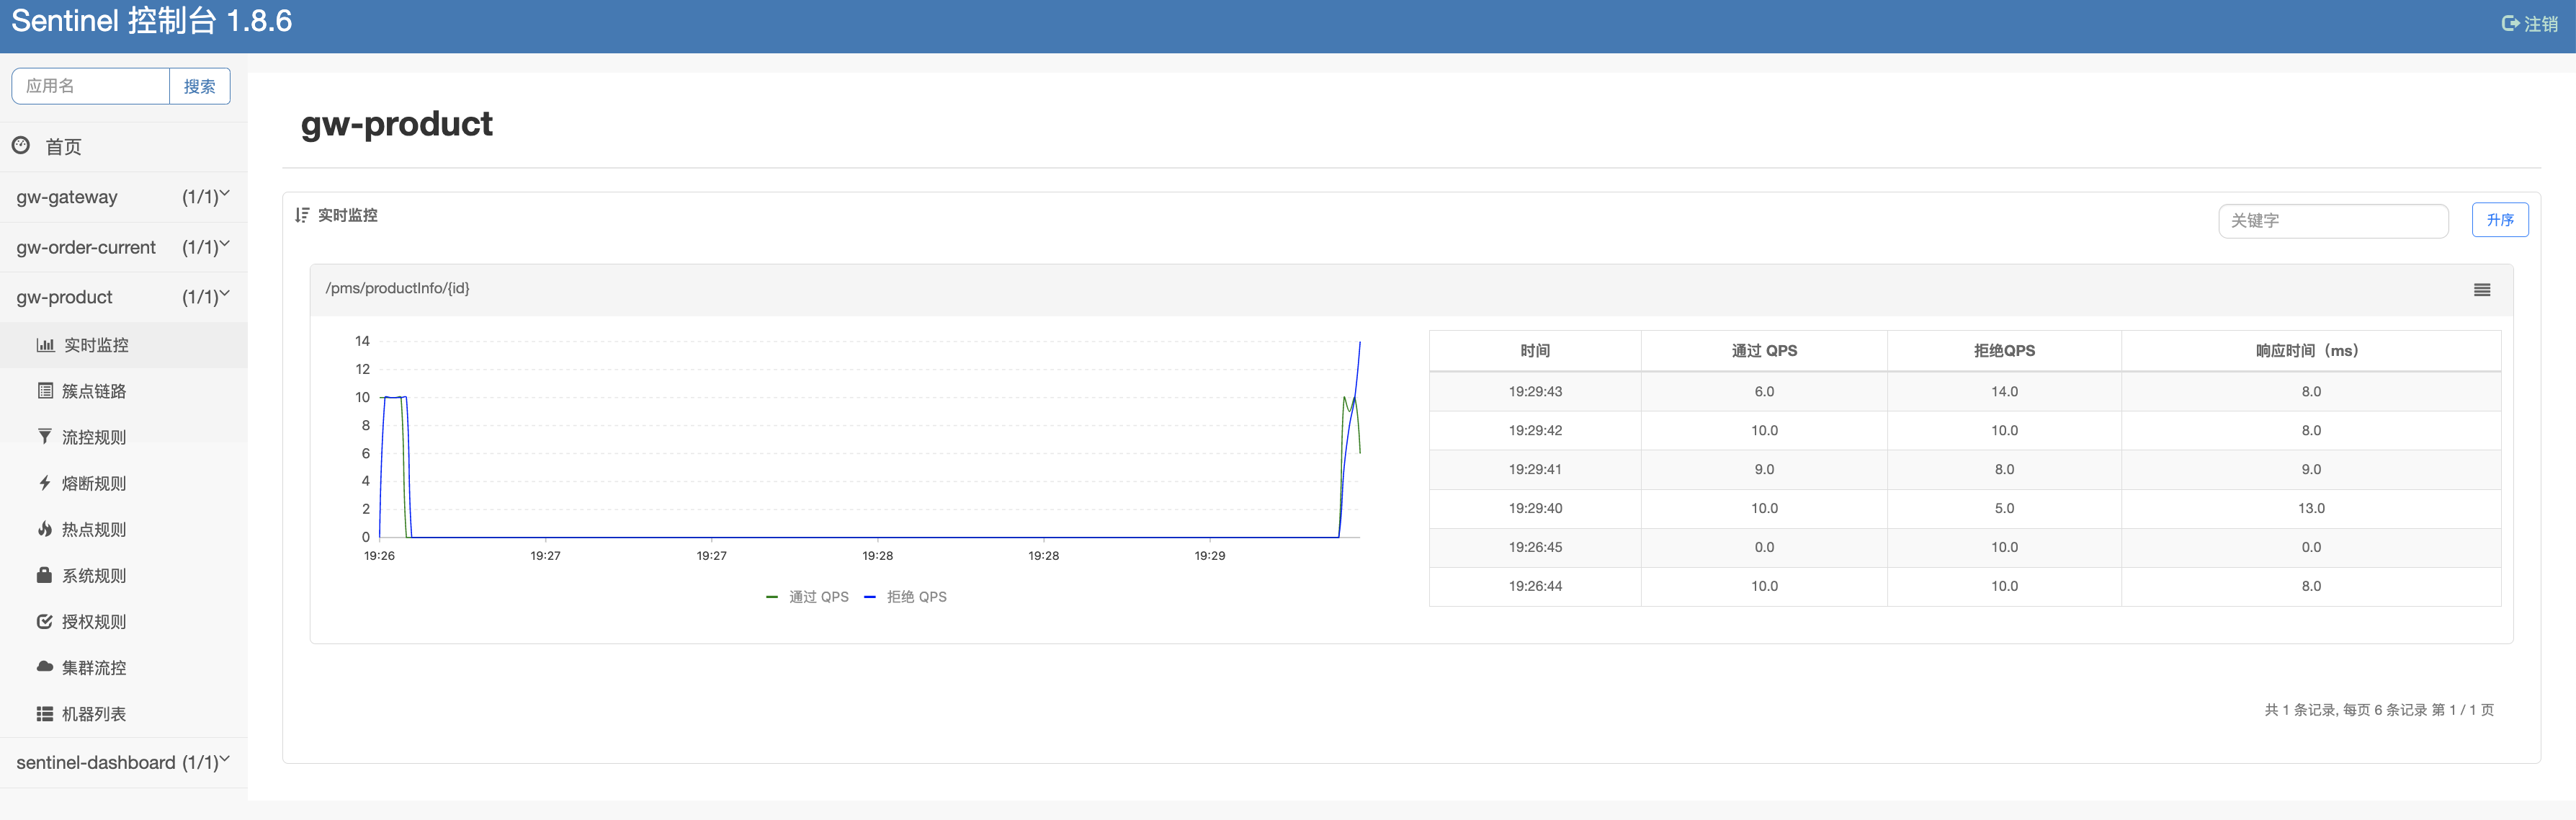 Sentinel 控制台 1.8.6
注销
应用名
搜索
首页
gw-gateway (1/1)
gw-order-current (1/1)
gw-product (1/1)
实时监控
簇点链路
流控规则
熔断规则
热点规则
系统规则
授权规则
集群流控
机器列表
sentinel-dashboard (1/1)
gw-product
实时监控
关键字
升序
/pms/productInfo/{id}
14
12
10
8
6
4
2
0
19:26 19:27 19:27 19:28 19:28 19:29
通过 QPS 拒绝 QPS
时间 通过 QPS 拒绝QPS 响应时间（ms）
19:29:43 6.0 14.0 8.0
19:29:42 10.0 10.0 8.0
19:29:41 9.0 8.0 9.0
19:29:40 10.0 5.0 13.0
19:26:45 0.0 10.0 0.0
19:26:44 10.0 10.0 8.0
共 1 条记录, 每页 6 条记录 第 1 / 1 页